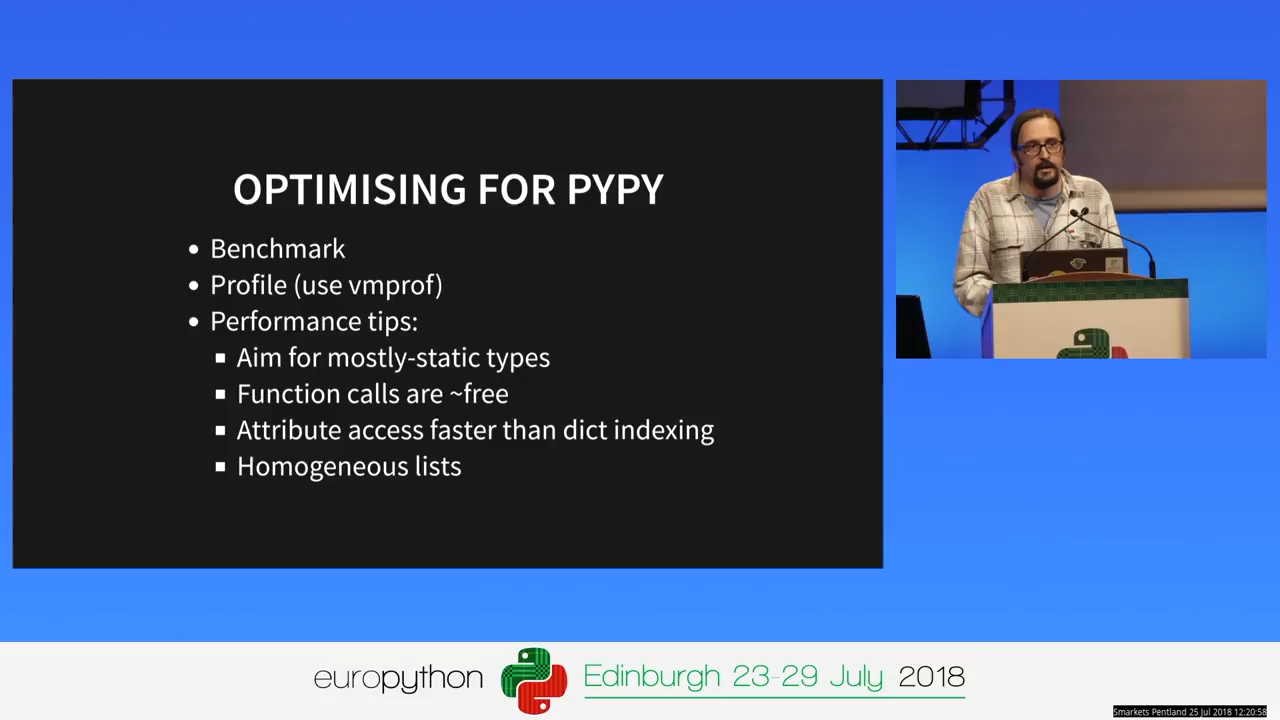 OPTIMISING FOR PYPY
• Benchmark
• Profile (use vmprof)
• Performance tips:
▪ Aim for mostly-static types
▪ Function calls are ~free
▪ Attribute access faster than dict indexing
▪ Homogeneous lists
europython Edinburgh 23-29 July 2018
Smarkets Pentland 25 Jul 2018 12:20:58